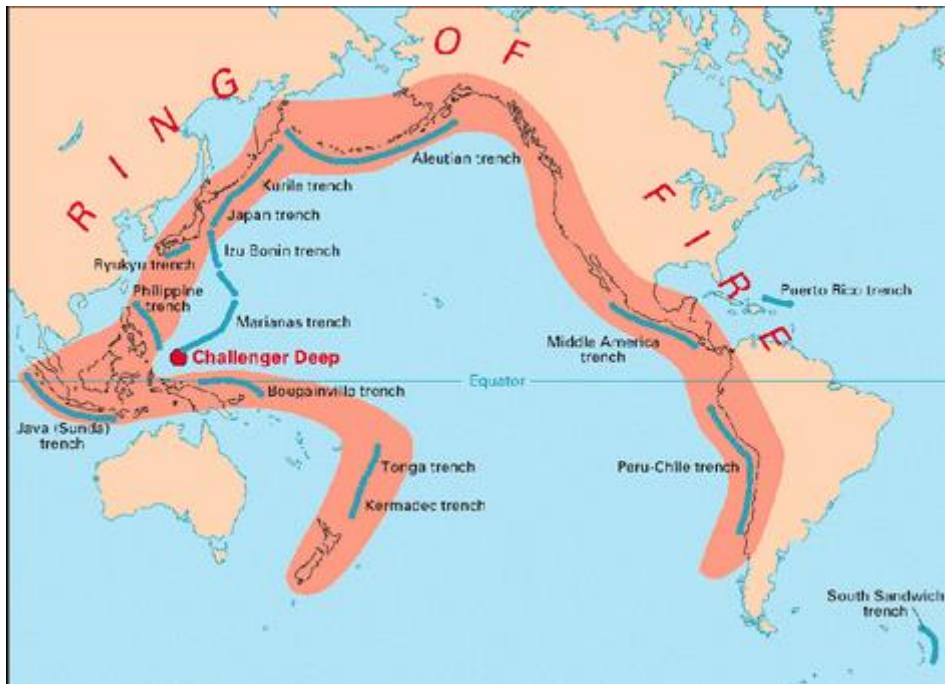 RING OF FIRE
Aleutian trench
Kurile trench
Japan trench
Izu Bonin trench
Ryukyu trench
Philippine
trench
Marianas trench
Challenger Deep
Puerto Rico trench
Middle America
trench
Equator
Bougainville trench
Java (Sunda)
trench
Tonga trench
Kermadec trench
Peru-Chile trench
South Sandwich
trench